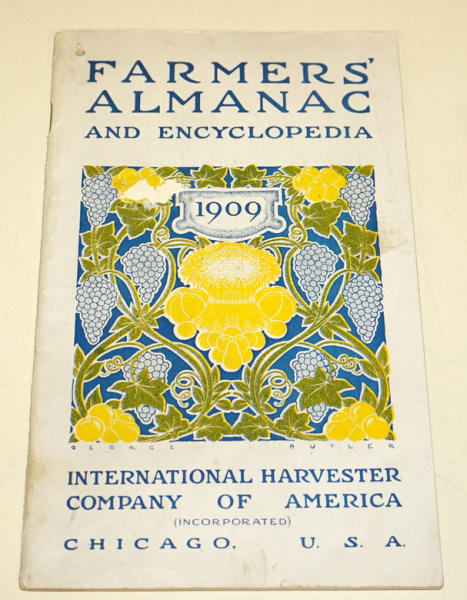 FARMERS'
ALMANAC
AND ENCYCLOPEDIA
1909
GEORGE BUTLER
INTERNATIONAL HARVESTER
COMPANY OF AMERICA
(INCORPORATED)
CHICAGO, U. S. A.